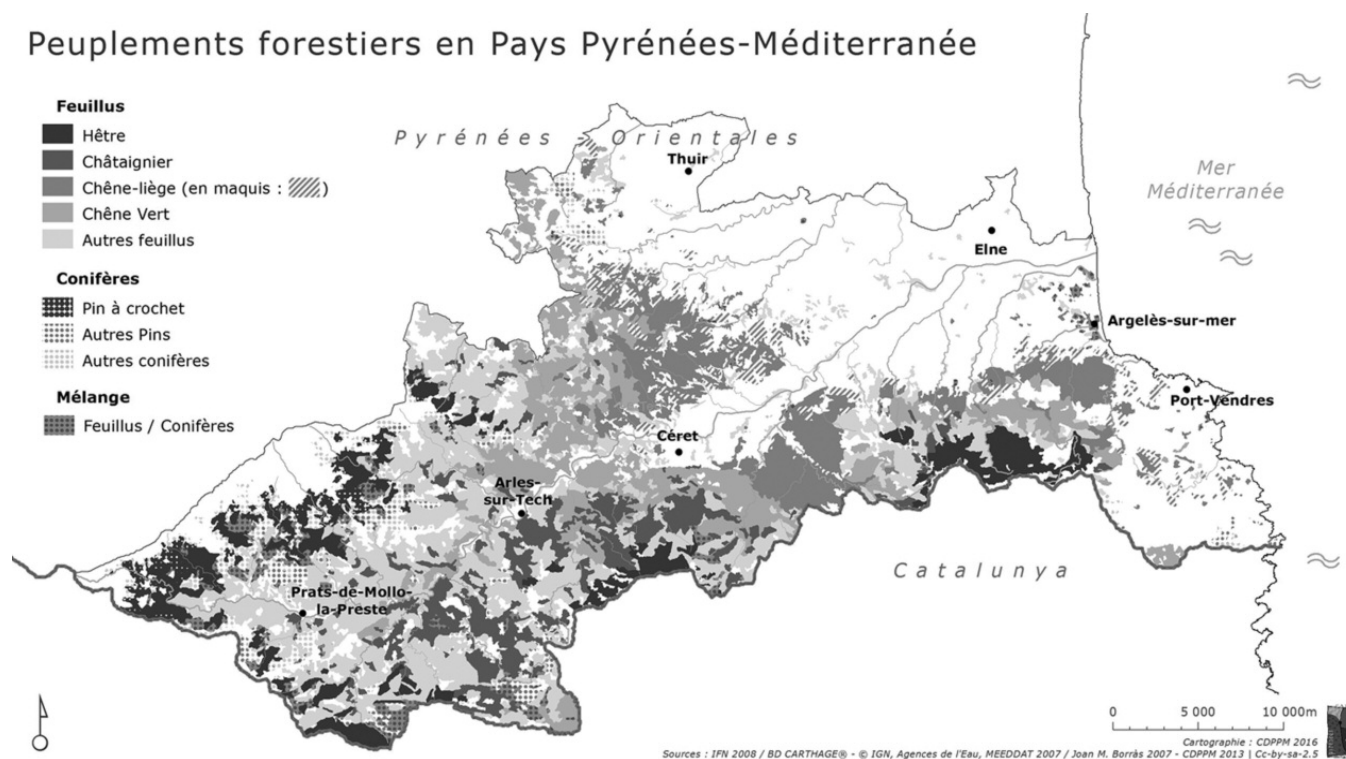 Peuplements forestiers en Pays Pyrénées-Méditerranée
Feuillus
Hêtre
Châtaignier
Chêne-liège (en maquis : )
Chêne Vert
Autres feuillus
Conifères
Pin à crochet
Autres Pins
Autres conifères
Mélange
Feuillus / Conifères
Pyrénées - Orientales
Thuir
Mer
Méditerranée
Elne
Argelès-sur-mer
Port-Vendres
Céret
Arles-
sur-Tech
Catalunya
Prats-de-Mollo-
la-Preste
0 5 000 10 000m
Cartographie : CDPPM 2016
Sources : IFN 2008 / BD CARTHAGE® - © IGN, Agences de l'Eau, MEEDDAT 2007 / Joan M. Borràs 2007 - CDPPM 2013 | Cc-by-sa-2.5